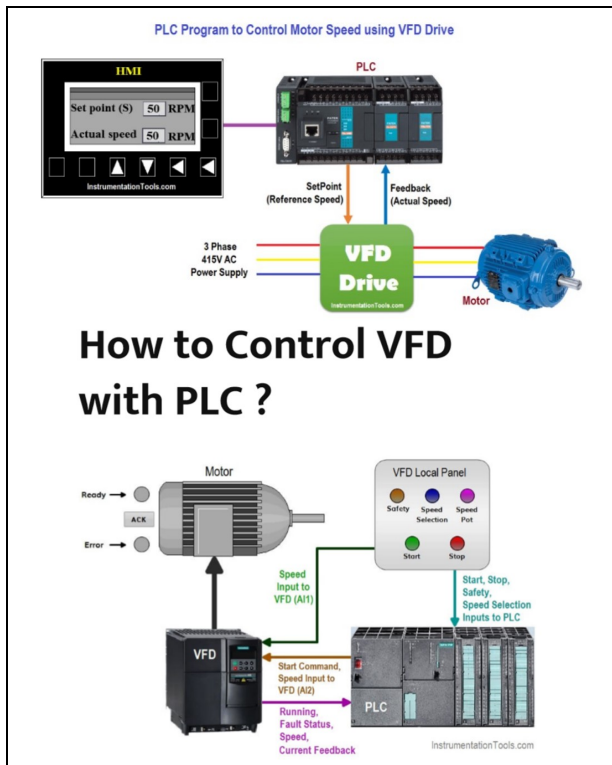 PLC Program to Control Motor Speed using VFD Drive
HMI
Set point (S) 50 RPM
Actual speed 50 RPM
InstrumentationTools.com
PLC
SetPoint
(Reference Speed)
Feedback
(Actual Speed)
3 Phase
415V AC
Power Supply
VFD
Drive
InstrumentationTools.com
Motor
How to Control VFD
with PLC ?
Motor
Ready
ACK
Error
VFD Local Panel
Safety
Speed
Selection
Speed
Pot
Start
Stop
Speed
Input to
VFD (AI1)
Start, Stop,
Safety,
Speed Selection
Inputs to PLC
VFD
Start Command,
Speed Input to
VFD (AI2)
PLC
Running,
Fault Status,
Speed,
Current Feedback
InstrumentationTools.com